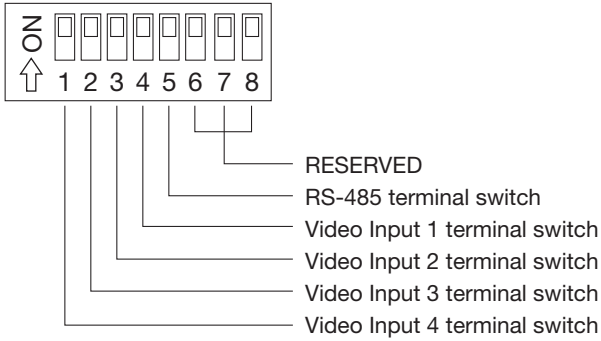 ON
1 2 3 4 5 6 7 8
RESERVED
RS-485 terminal switch
Video Input 1 terminal switch
Video Input 2 terminal switch
Video Input 3 terminal switch
Video Input 4 terminal switch